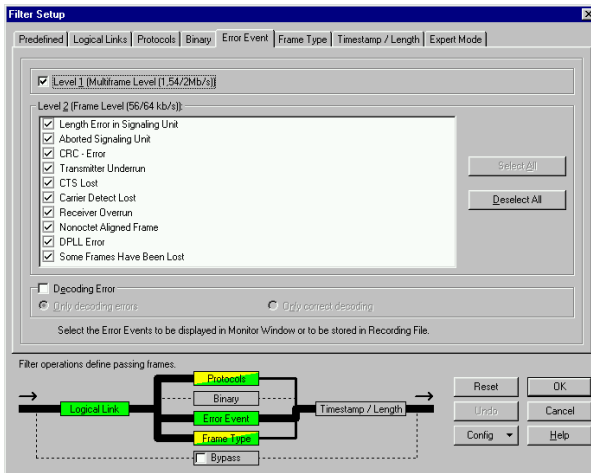 Filter Setup
Predefined Logical Links Protocols Binary Error Event Frame Type Timestamp / Length Expert Mode
Level 1 (Multiframe Level (1,54/2Mb/s))
Level 2 (Frame Level (56/64 kb/s)):
Length Error in Signaling Unit
Aborted Signaling Unit
CRC - Error
Transmitter Underrun
CTS Lost
Carrier Detect Lost
Receiver Overrun
Nonoctet Aligned Frame
DPLL Error
Some Frames Have Been Lost
Select All
Deselect All
Decoding Error
Only decoding errors
Only correct decoding
Select the Error Events to be displayed in Monitor Window or to be stored in Recording File.
Filter operations define passing frames.
Logical Link
Protocols
Binary
Error Event
Frame Type
Bypass
Timestamp / Length
Reset
OK
Undo
Cancel
Config
Help